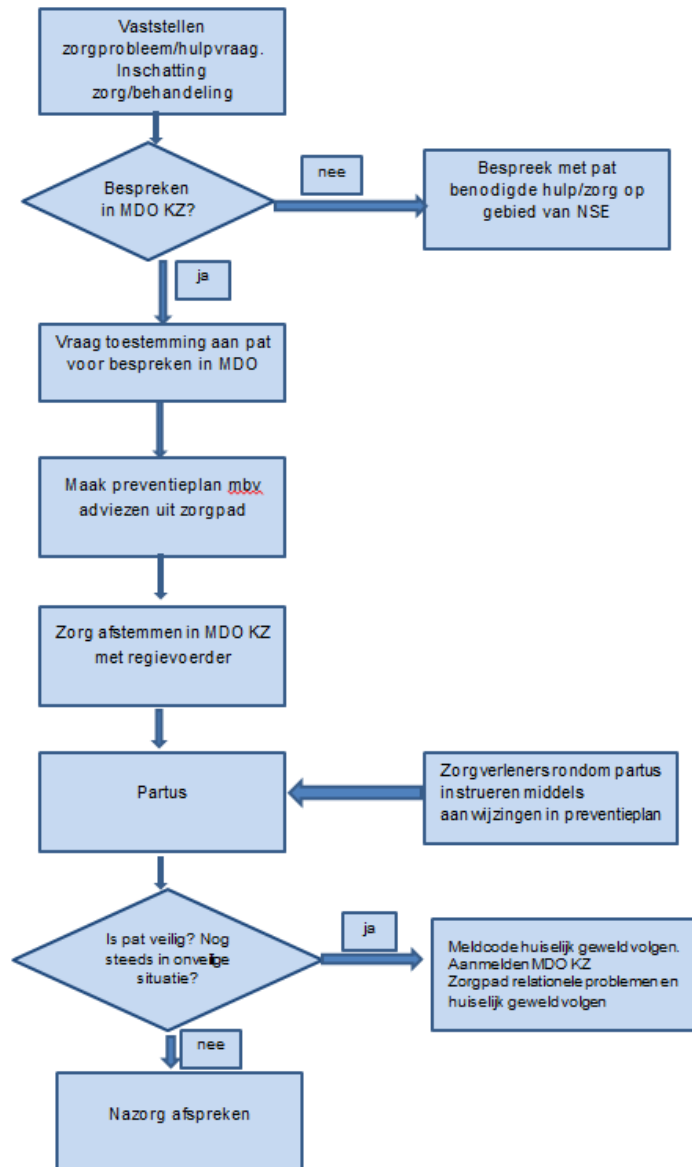 Vaststellen
zorgprobleem/hulpvraag.
Inschatting
zorg/behandeling
Bespreken
in MDO KZ?
nee
Bespreek met pat
benodigde hulp/zorg op
gebied van NSE
ja
Vraag toestemming aan pat
voor bespreken in MDO
Maak preventieplan mbv
adviezen uit zorgpad
Zorg afstemmen in MDO KZ
met regievoerder
Partus
Zorgverleners rondom partus
instrueren middels
aanwijzingen in preventieplan
Is pat veilig? Nog
steeds in onveilige
situatie?
ja
Meldcode huiselijk geweld volgen.
Aanmelden MDO KZ
Zorgpad relationele problemen en
huiselijk geweld volgen
nee
Nazorg afspreken